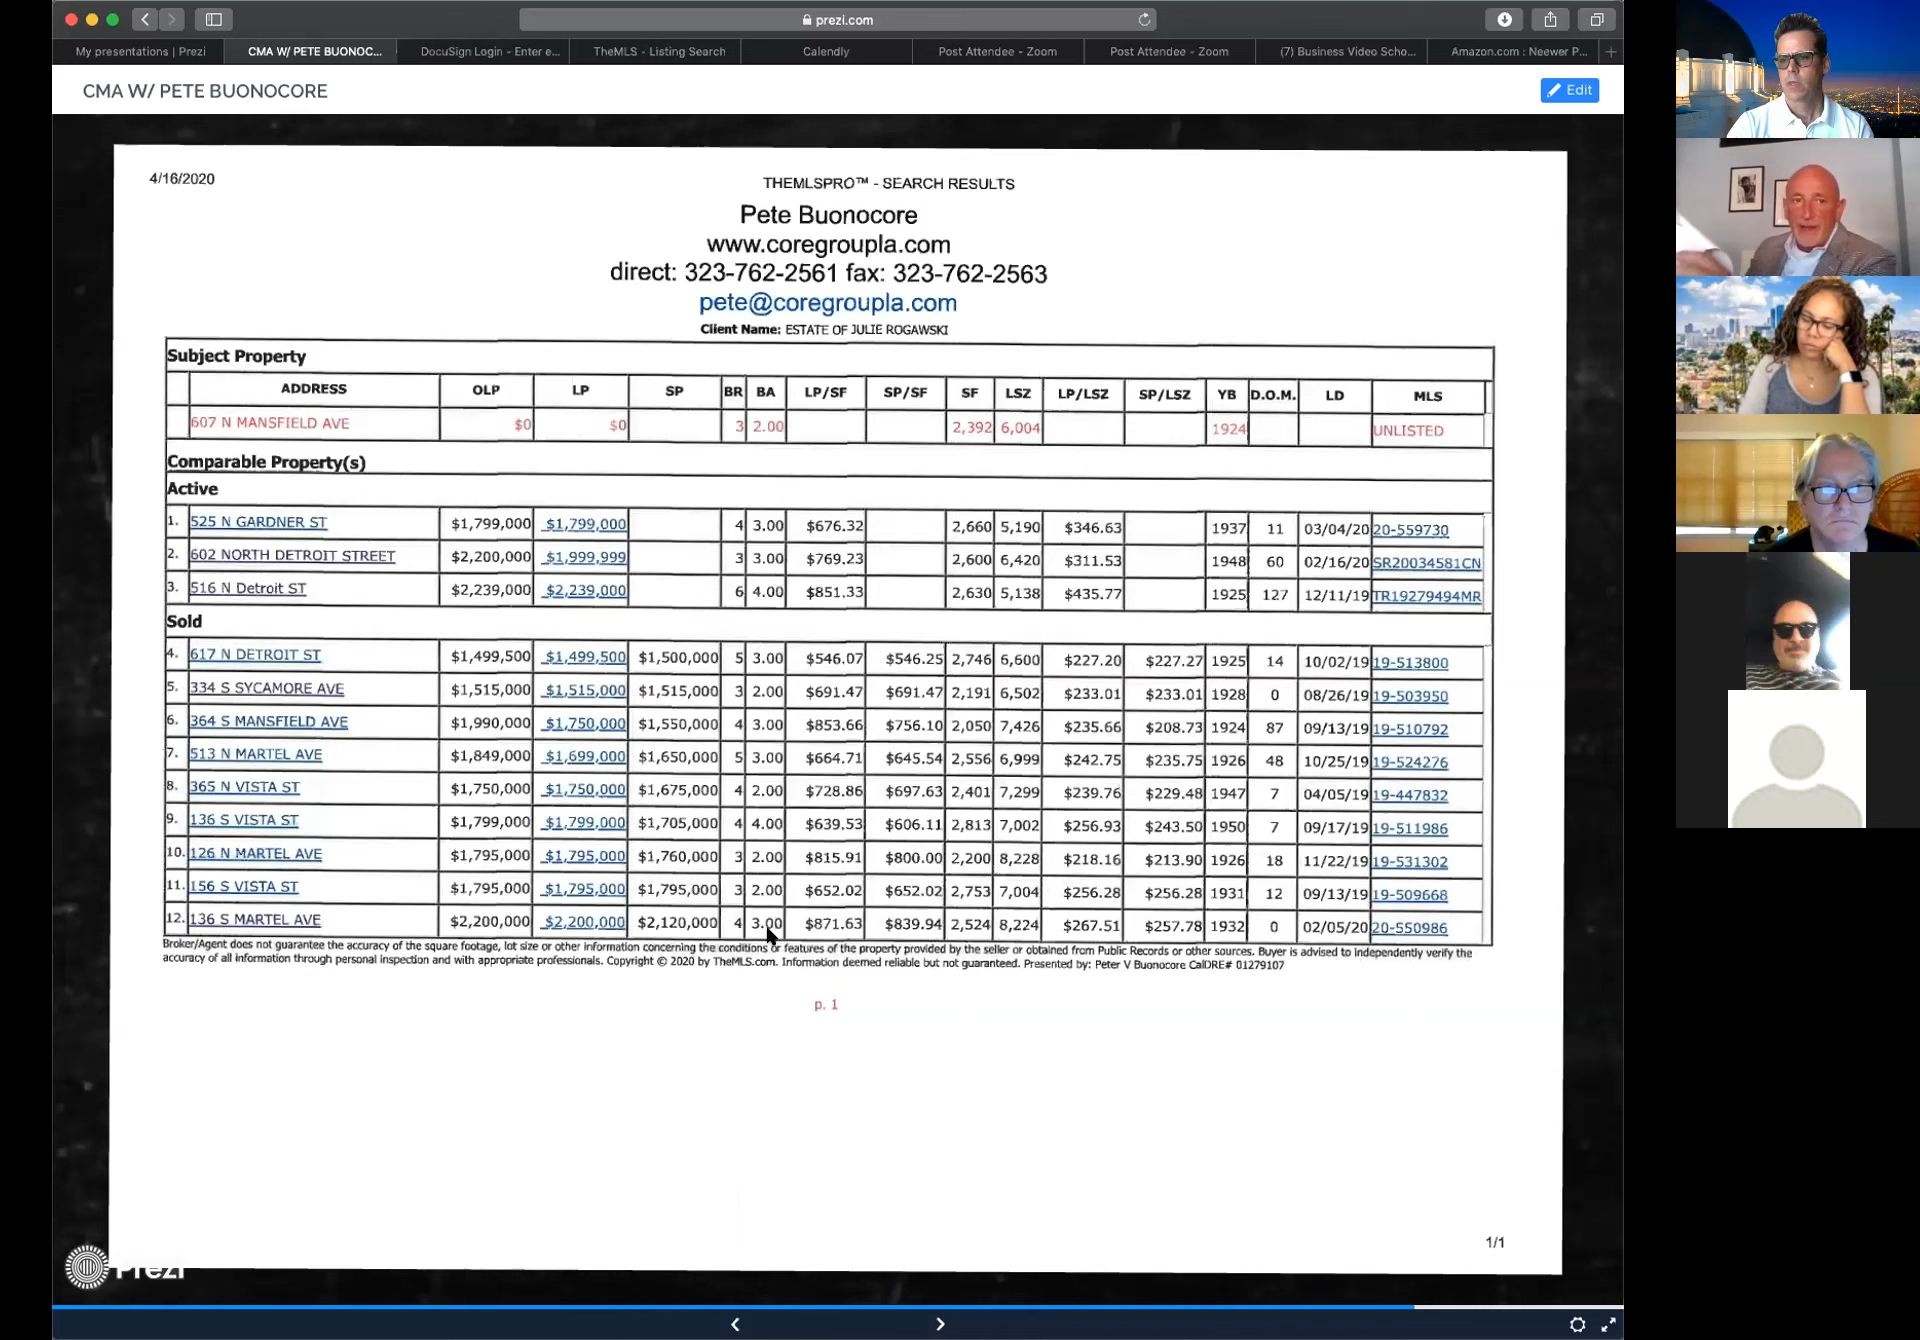 prezi.com
My presentations | Prezi
CMA W/ PETE BUONOC...
DocuSign Login - Enter e...
TheMLS - Listing Search
Calendly
Post Attendee - Zoom
Post Attendee - Zoom
(7) Business Video Scho...
Amazon.com : Neewer P...
CMA W/ PETE BUONOCORE
Edit
4/16/2020
THEMLSPRO™ - SEARCH RESULTS
Pete Buonocore
www.coregroupla.com
direct: 323-762-2561 fax: 323-762-2563
pete@coregroupla.com
Client Name: ESTATE OF JULIE ROGAWSKI
Subject Property
ADDRESS OLP LP SP BR BA LP/SF SP/SF SF LSZ LP/LSZ SP/LSZ YB D.O.M. LD MLS
607 N MANSFIELD AVE $0 $0 3 2.00 2,392 6,004 1924 UNLISTED
Comparable Property(s)
Active
1. 525 N GARDNER ST $1,799,000 $1,799,000 4 3.00 $676.32 2,660 5,190 $346.63 1937 11 03/04/20 20-559730
2. 602 NORTH DETROIT STREET $2,200,000 $1,999,999 3 3.00 $769.23 2,600 6,420 $311.53 1948 60 02/16/20 SR20034581CN
3. 516 N Detroit ST $2,239,000 $2,239,000 6 4.00 $851.33 2,630 5,138 $435.77 1925 127 12/11/19 TR19279494MR
Sold
4. 617 N DETROIT ST $1,499,500 $1,499,500 $1,500,000 5 3.00 $546.07 $546.25 2,746 6,600 $227.20 $227.27 1925 14 10/02/19 19-513800
5. 334 S SYCAMORE AVE $1,515,000 $1,515,000 $1,515,000 3 2.00 $691.47 $691.47 2,191 6,502 $233.01 $233.01 1928 0 08/26/19 19-503950
6. 364 S MANSFIELD AVE $1,990,000 $1,750,000 $1,550,000 4 3.00 $853.66 $756.10 2,050 7,426 $235.66 $208.73 1924 87 09/13/19 19-510792
7. 513 N MARTEL AVE $1,849,000 $1,699,000 $1,650,000 5 3.00 $664.71 $645.54 2,556 6,999 $242.75 $235.75 1926 48 10/25/19 19-524276
8. 365 N VISTA ST $1,750,000 $1,750,000 $1,675,000 4 2.00 $728.86 $697.63 2,401 7,299 $239.76 $229.48 1947 7 04/05/19 19-447832
9. 136 S VISTA ST $1,799,000 $1,799,000 $1,705,000 4 4.00 $639.53 $606.11 2,813 7,002 $256.93 $243.50 1950 7 09/17/19 19-511986
10. 126 N MARTEL AVE $1,795,000 $1,795,000 $1,760,000 3 2.00 $815.91 $800.00 2,200 8,228 $218.16 $213.90 1926 18 11/22/19 19-531302
11. 156 S VISTA ST $1,795,000 $1,795,000 $1,795,000 3 2.00 $652.02 $652.02 2,753 7,004 $256.28 $256.28 1931 12 09/13/19 19-509668
12. 136 S MARTEL AVE $2,200,000 $2,200,000 $2,120,000 4 3.00 $871.63 $839.94 2,524 8,224 $267.51 $257.78 1932 0 02/05/20 20-550986
Broker/Agent does not guarantee the accuracy of the square footage, lot size or other information concerning the conditions or features of the property provided by the seller or obtained from Public Records or other sources. Buyer is advised to independently verify the
accuracy of all information through personal inspection and with appropriate professionals. Copyright © 2020 by TheMLS.com. Information deemed reliable but not guaranteed. Presented by: Peter V Buonocore CalDRE# 01279107
p. 1
1/1
Prezi